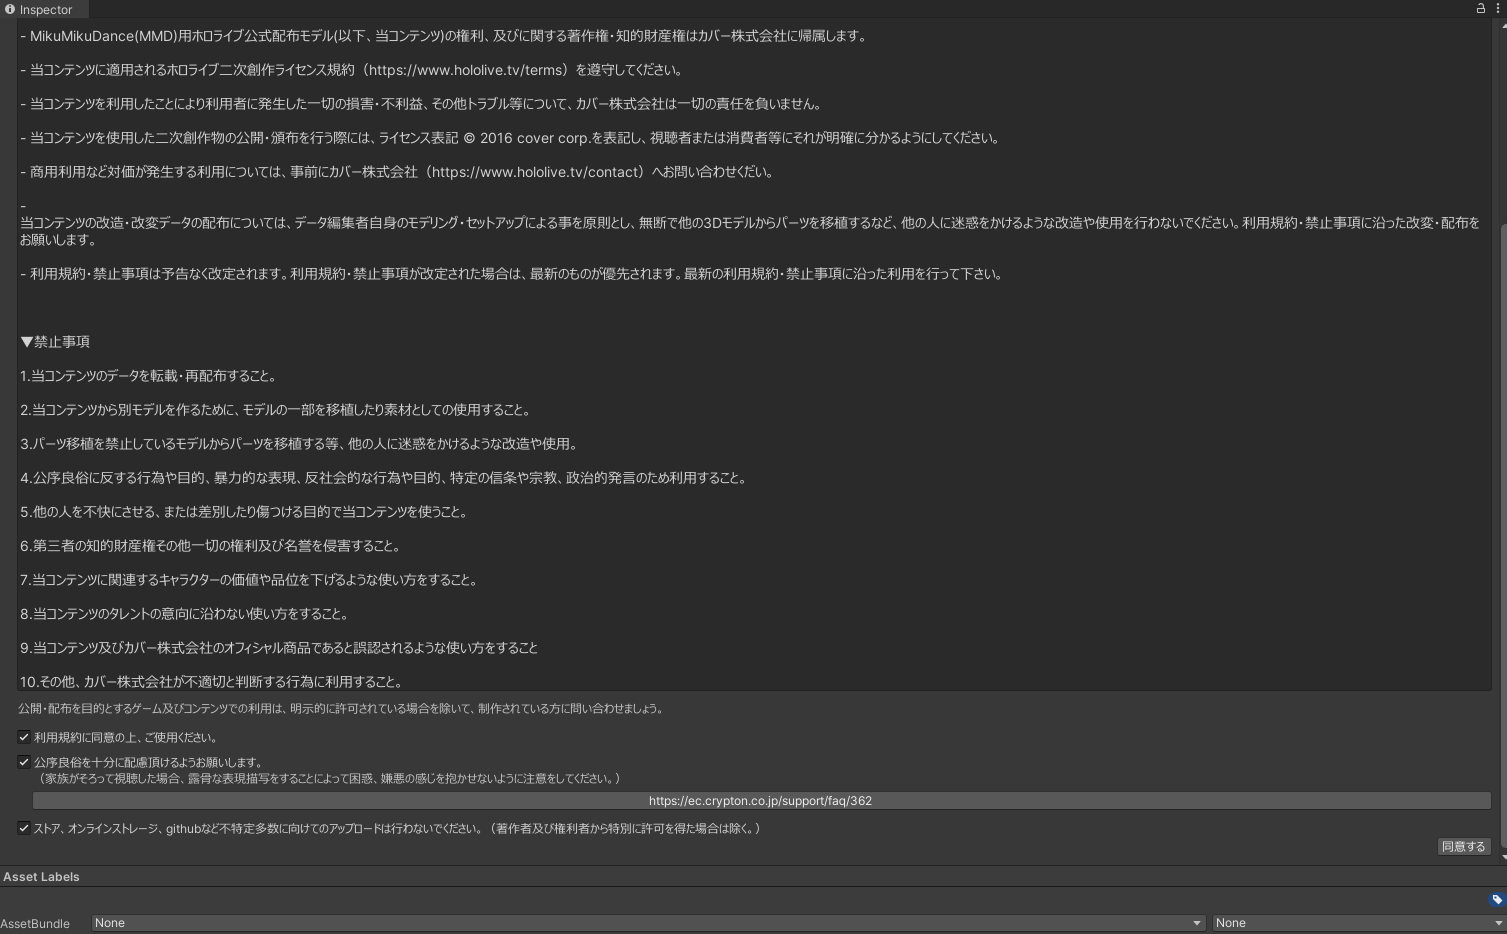 Inspector
- MikuMikuDance(MMD)用ホロライブ公式配布モデル(以下、当コンテンツ)の権利、及びに関する著作権・知的財産権はカバー株式会社に帰属します。
- 当コンテンツに適用されるホロライブ二次創作ライセンス規約（https://www.hololive.tv/terms）を遵守してください。
- 当コンテンツを利用したことにより利用者に発生した一切の損害・不利益、その他トラブル等について、カバー株式会社は一切の責任を負いません。
- 当コンテンツを使用した二次創作物の公開・頒布を行う際には、ライセンス表記 © 2016 cover corp.を表記し、視聴者または消費者等にそれが明確に分かるようにしてください。
- 商用利用など対価が発生する利用については、事前にカバー株式会社（https://www.hololive.tv/contact）へお問い合わせくだい。
-
当コンテンツの改造・改変データの配布については、データ編集者自身のモデリング・セットアップによる事を原則とし、無断で他の3Dモデルからパーツを移植するなど、他の人に迷惑をかけるような改造や使用を行わないでください。利用規約・禁止事項に沿った改変・配布を
お願いします。
- 利用規約・禁止事項は予告なく改定されます。利用規約・禁止事項が改定された場合は、最新のものが優先されます。最新の利用規約・禁止事項に沿った利用を行って下さい。
▼禁止事項
1.当コンテンツのデータを転載・再配布すること。
2.当コンテンツから別モデルを作るために、モデルの一部を移植したり素材としての使用すること。
3.パーツ移植を禁止しているモデルからパーツを移植する等、他の人に迷惑をかけるような改造や使用。
4.公序良俗に反する行為や目的、暴力的な表現、反社会的な行為や目的、特定の信条や宗教、政治的発言のため利用すること。
5.他の人を不快にさせる、または差別したり傷つける目的で当コンテンツを使うこと。
6.第三者の知的財産権その他一切の権利及び名誉を侵害すること。
7.当コンテンツに関連するキャラクターの価値や品位を下げるような使い方をすること。
8.当コンテンツのタレントの意向に沿わない使い方をすること。
9.当コンテンツ及びカバー株式会社のオフィシャル商品であると誤認されるような使い方をすること
10.その他、カバー株式会社が不適切と判断する行為に利用すること。
公開・配布を目的とするゲーム及びコンテンツでの利用は、明示的に許可されている場合を除いて、制作されている方に問い合わせましょう。
利用規約に同意の上、ご使用ください。
公序良俗を十分に配慮頂けるようお願いします。
（家族がそろって視聴した場合、露骨な表現描写をすることによって困惑、嫌悪の感じを抱かせないように注意をしてください。）
https://ec.crypton.co.jp/support/faq/362
ストア、オンラインストレージ、githubなど不特定多数に向けてのアップロードは行わないでください。（著作者及び権利者から特別に許可を得た場合は除く。）
同意する
Asset Labels
AssetBundle None None